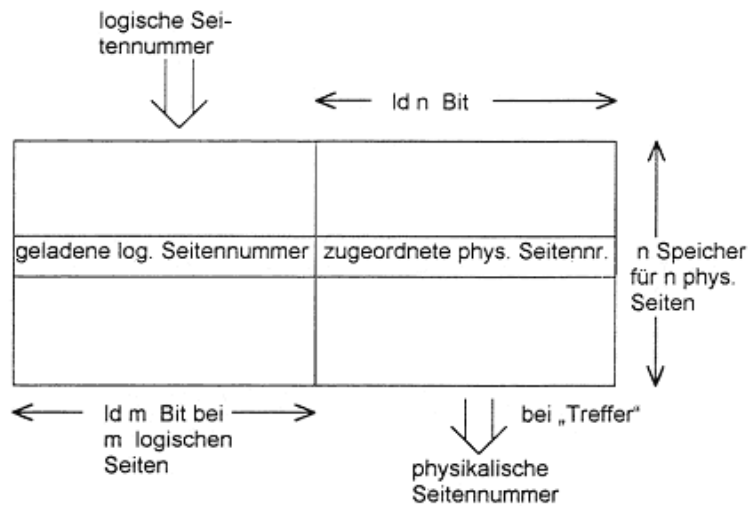 logische Sei-
tennummer
ld n Bit
geladene log. Seitennummer
zugeordnete phys. Seitennr.
n Speicher
für n phys.
Seiten
ld m Bit bei
m logischen
Seiten
bei „Treffer“
physikalische
Seitennummer